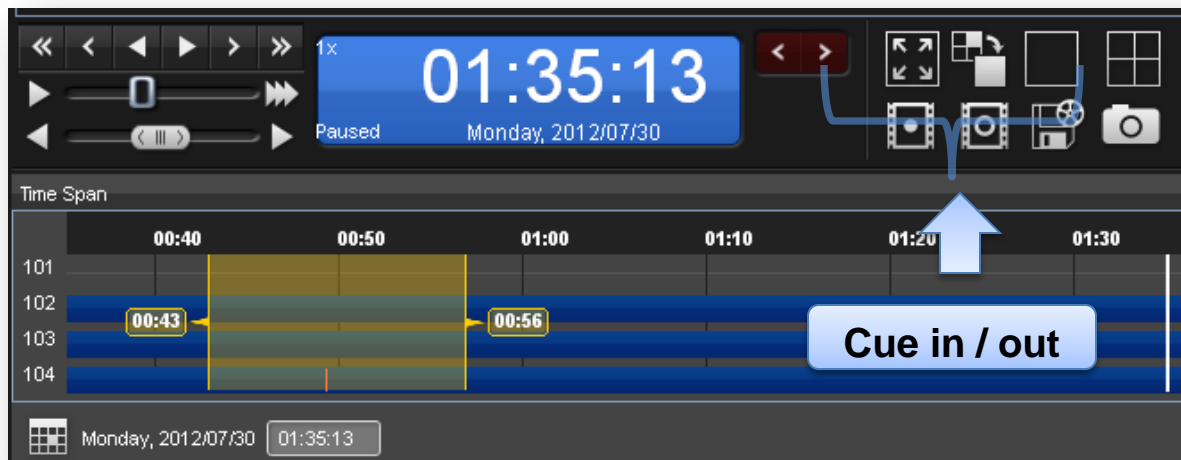 1x
01:35:13
Paused
Monday, 2012/07/30
Time Span
00:40 00:50 01:00 01:10 01:20 01:30
101
102
00:43 00:56
103
Cue in / out
104
Monday, 2012/07/30 01:35:13